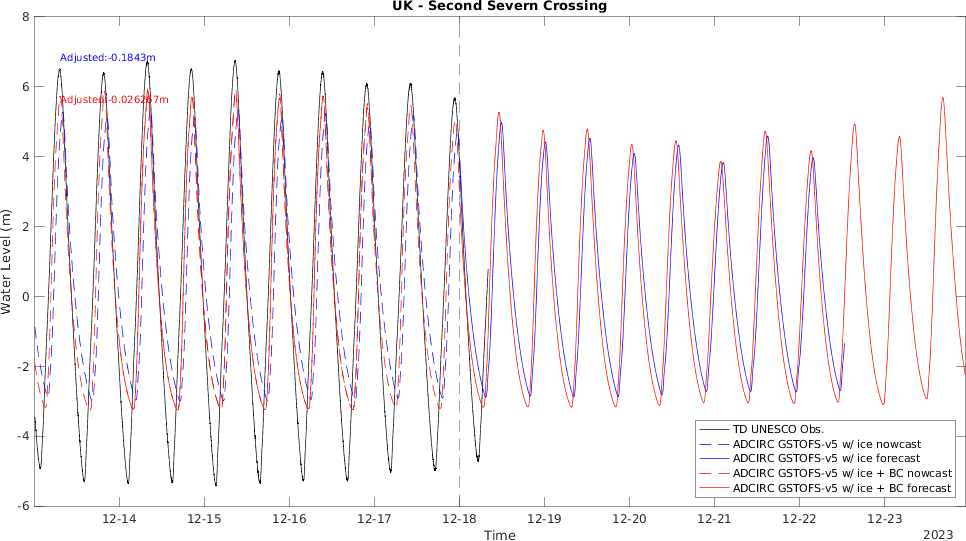 UK - Second Severn Crossing
8
Adjusted:-0.1843m
6
Adjusted:-0.026267m
4
2
0
-2
-4
-6
Water Level (m)
TD UNESCO Obs.
ADCIRC GSTOFS-v5 w/ ice nowcast
ADCIRC GSTOFS-v5 w/ ice forecast
ADCIRC GSTOFS-v5 w/ ice + BC nowcast
ADCIRC GSTOFS-v5 w/ ice + BC forecast
12-14 12-15 12-16 12-17 12-18 12-19 12-20 12-21 12-22 12-23
Time
2023